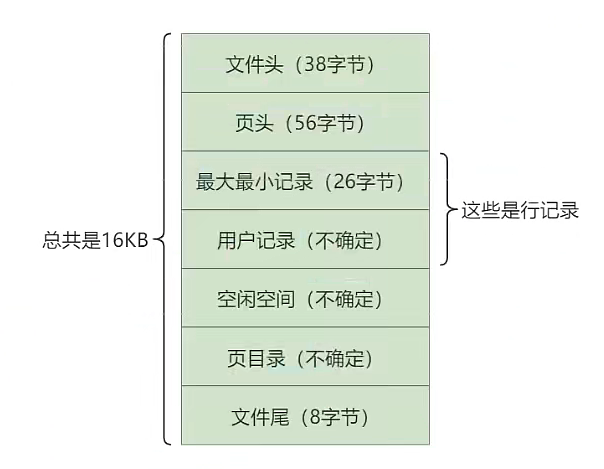 文件头（38字节）
页头（56字节）
最大最小记录（26字节）
这些是行记录
总共是16KB
用户记录（不确定）
空闲空间（不确定）
页目录（不确定）
文件尾（8字节）